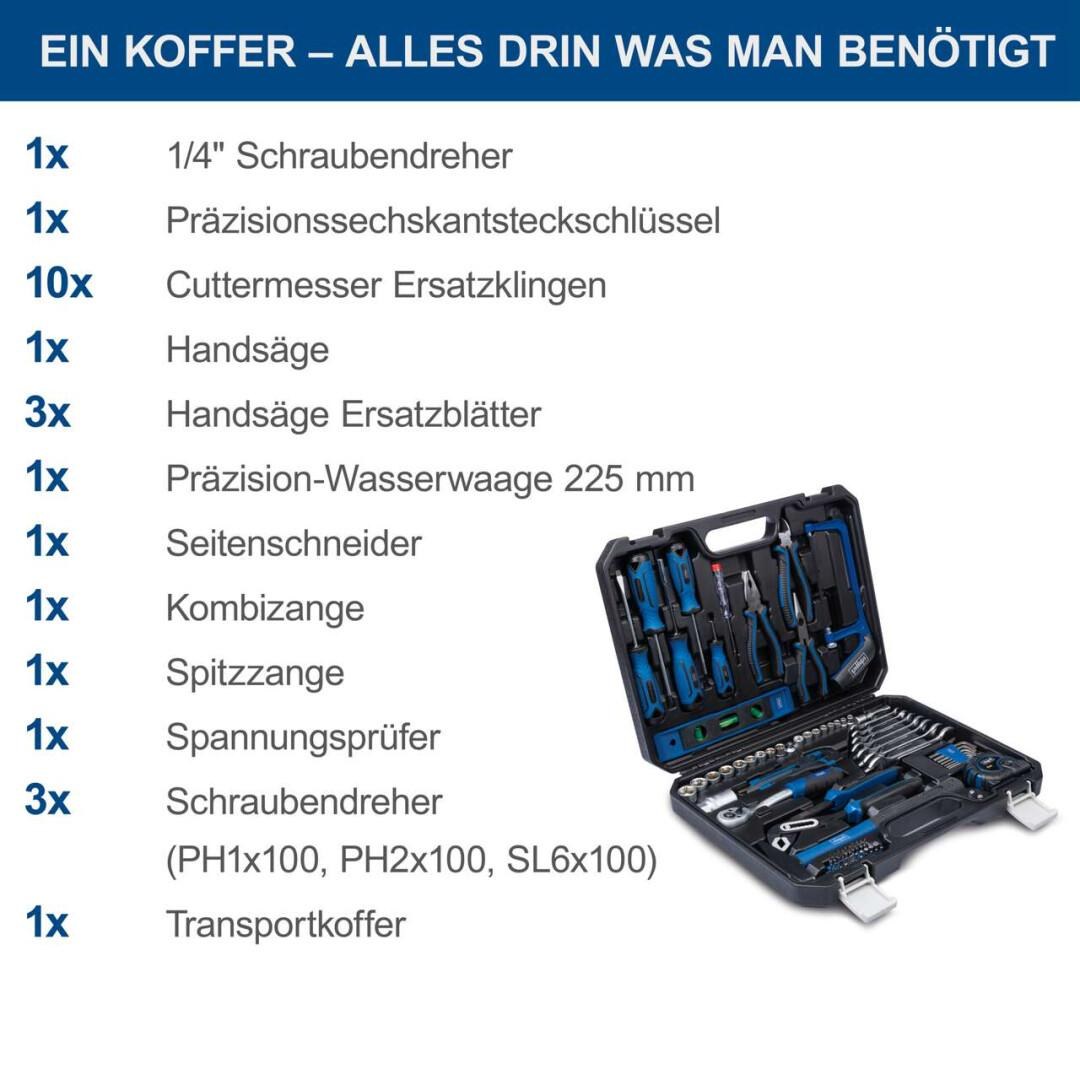 EIN KOFFER – ALLES DRIN WAS MAN BENÖTIGT
1x 1/4" Schraubendreher
1x Präzisionssechskantsteckschlüssel
10x Cuttermesser Ersatzklingen
1x Handsäge
3x Handsäge Ersatzblätter
1x Präzision-Wasserwaage 225 mm
1x Seitenschneider
1x Kombizange
1x Spitzzange
1x Spannungsprüfer
3x Schraubendreher
(PH1x100, PH2x100, SL6x100)
1x Transportkoffer